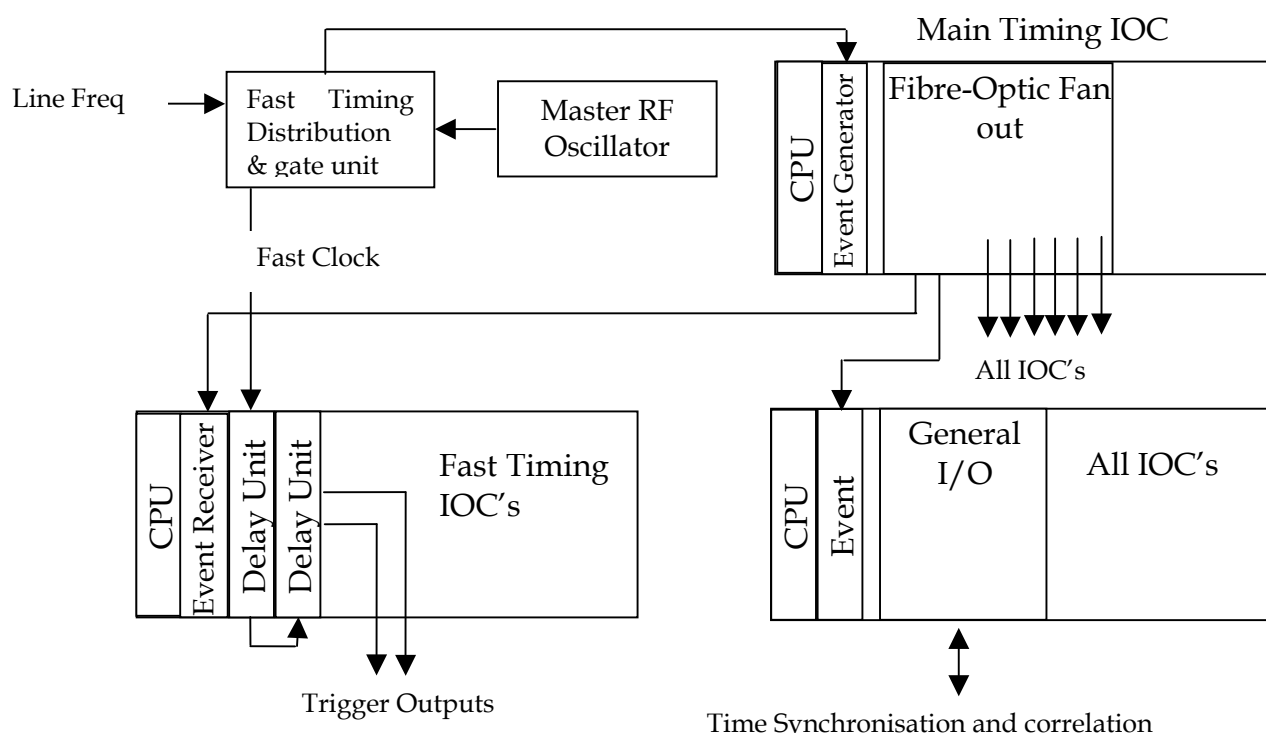 Main Timing IOC
Line Freq
Fast Timing
Distribution
& gate unit
Master RF
Oscillator
CPU
Event Generator
Fibre-Optic Fan
out
Fast Clock
All IOC's
CPU
Event Receiver
Delay Unit
Delay Unit
Fast Timing
IOC's
CPU
Event
General
I/O
All IOC's
Trigger Outputs
Time Synchronisation and correlation